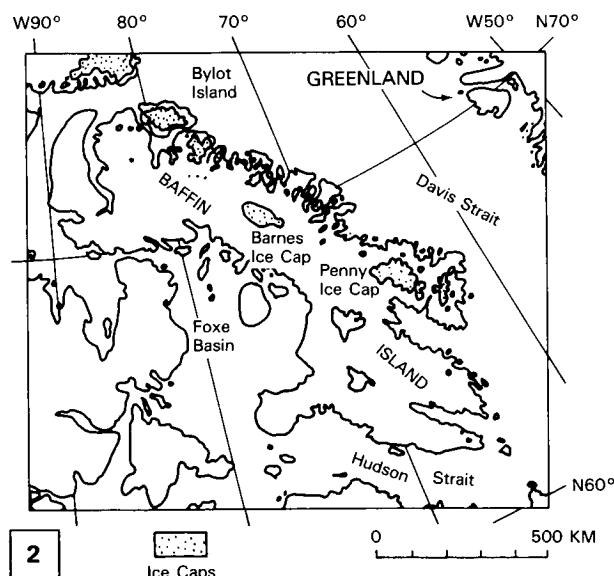 W90° 80° 70° 60° W50° N70°
Bylot
Island
GREENLAND
Davis Strait
BAFFIN
Barnes
Ice Cap
Penny
Ice Cap
Foxe
Basin
ISLAND
Hudson Strait
N60°
2
Ice Caps
0 500 KM